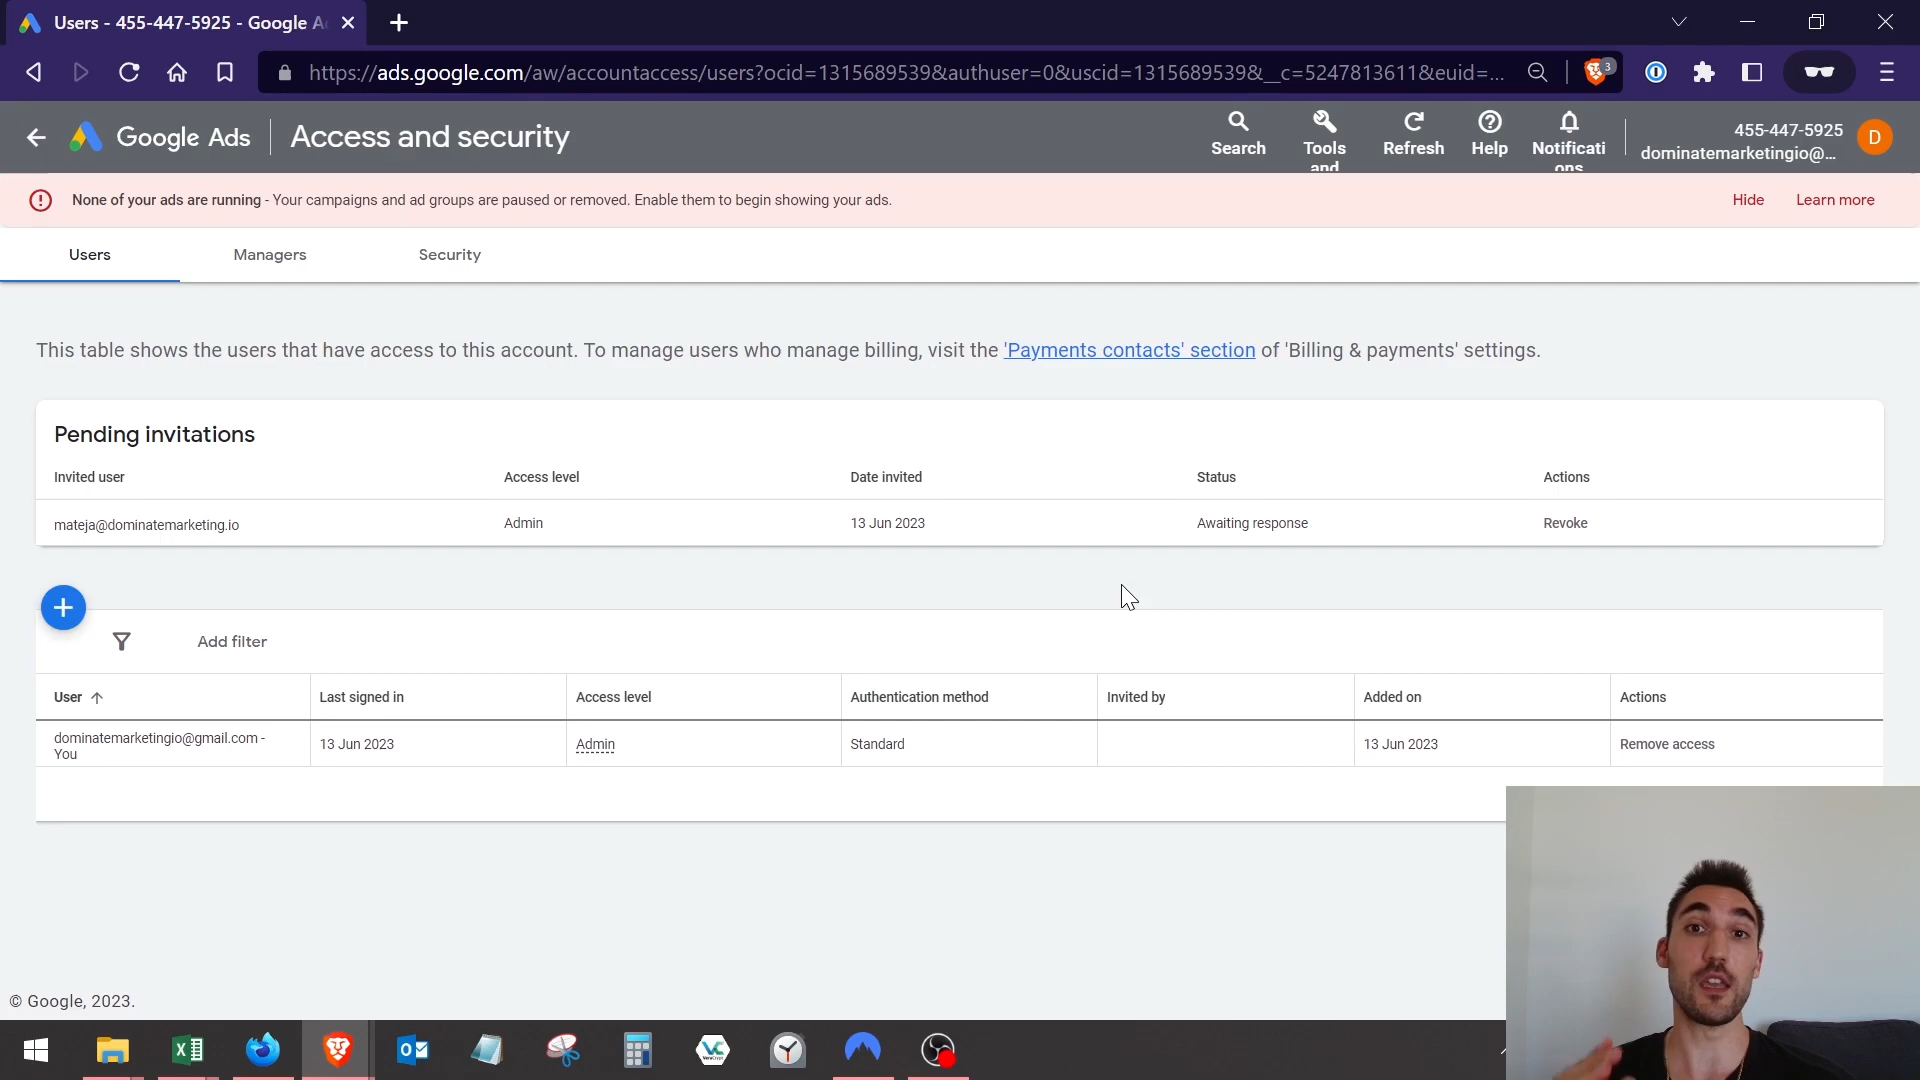 Users - 455-447-5925 - Google A
3
https://ads.google.com/aw/accountaccess/users?ocid=1315689539&authuser=0&uscid=1315689539&__c=5247813611&euid=...
Google Ads
Access and security
Search
Tools and
Refresh
Help
Notificati
ons
455-447-5925
dominatemarketingio@...
D
None of your ads are running - Your campaigns and ad groups are paused or removed. Enable them to begin showing your ads.
Hide
Learn more
Users
Managers
Security
This table shows the users that have access to this account. To manage users who manage billing, visit the 'Payments contacts' section of 'Billing & payments' settings.
Pending invitations
Invited user
Access level
Date invited
Status
Actions
mateja@dominatemarketing.io
Admin
13 Jun 2023
Awaiting response
Revoke
Add filter
User
Last signed in
Access level
Authentication method
Invited by
Added on
Actions
dominatemarketingio@gmail.com -
You
13 Jun 2023
Admin
Standard
13 Jun 2023
Remove access
© Google, 2023.